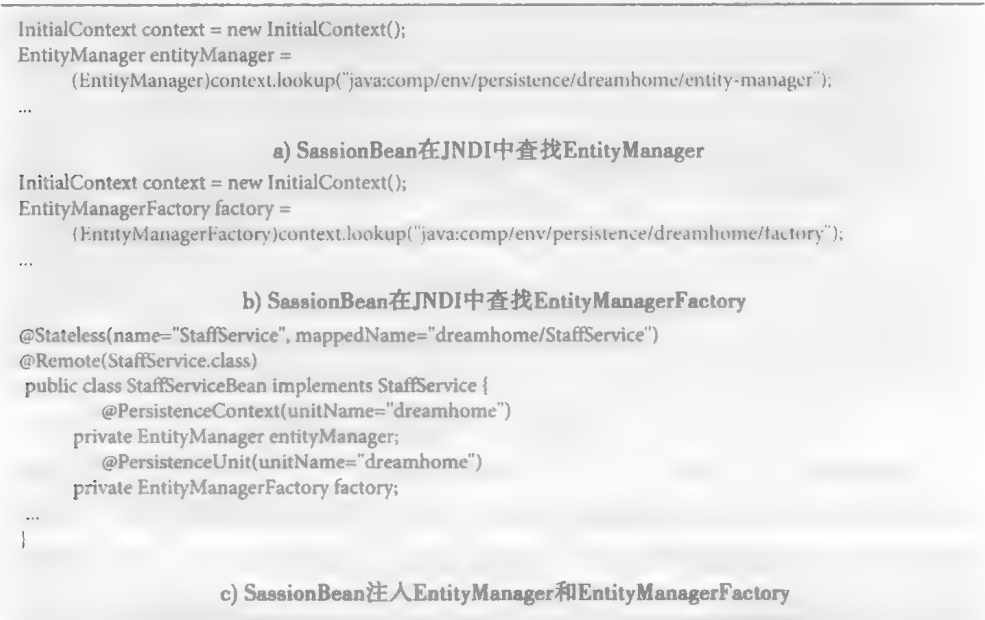 InitialContext context = new InitialContext();
EntityManager entityManager =
(EntityManager)context.lookup("java:comp/env/persistence/dreamhome/entity-manager");
...
a) SassionBean在JNDI中查找EntityManager
InitialContext context = new InitialContext();
EntityManagerFactory factory =
(EntityManagerFactory)context.lookup("java:comp/env/persistence/dreamhome/factory");
...
b) SassionBean在JNDI中查找EntityManagerFactory
@Stateless(name="StaffService", mappedName="dreamhome/StaffService")
@Remote(StaffService.class)
public class StaffServiceBean implements StaffService {
@PersistenceContext(unitName="dreamhome")
private EntityManager entityManager;
@PersistenceUnit(unitName="dreamhome")
private EntityManagerFactory factory;
...
}
c) SassionBean注入EntityManager和EntityManagerFactory